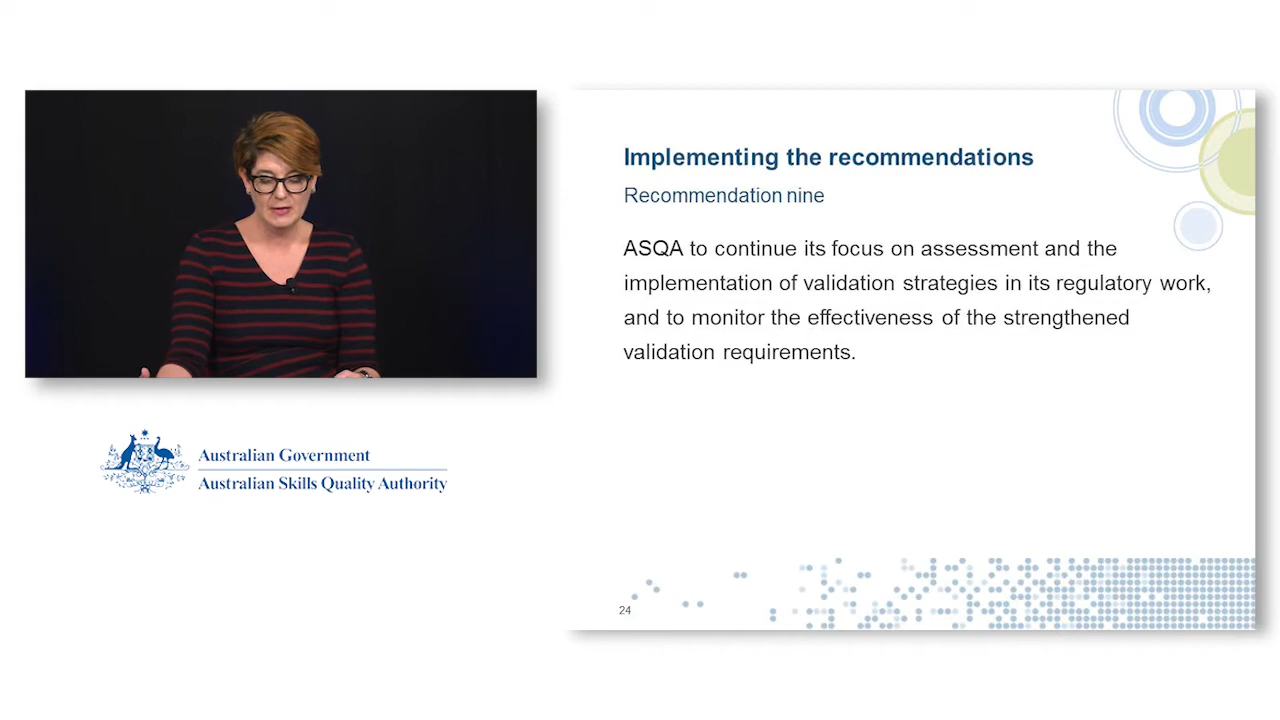 Implementing the recommendations
Recommendation nine
ASQA to continue its focus on assessment and the
implementation of validation strategies in its regulatory work,
and to monitor the effectiveness of the strengthened
validation requirements.
Australian Government
Australian Skills Quality Authority
24